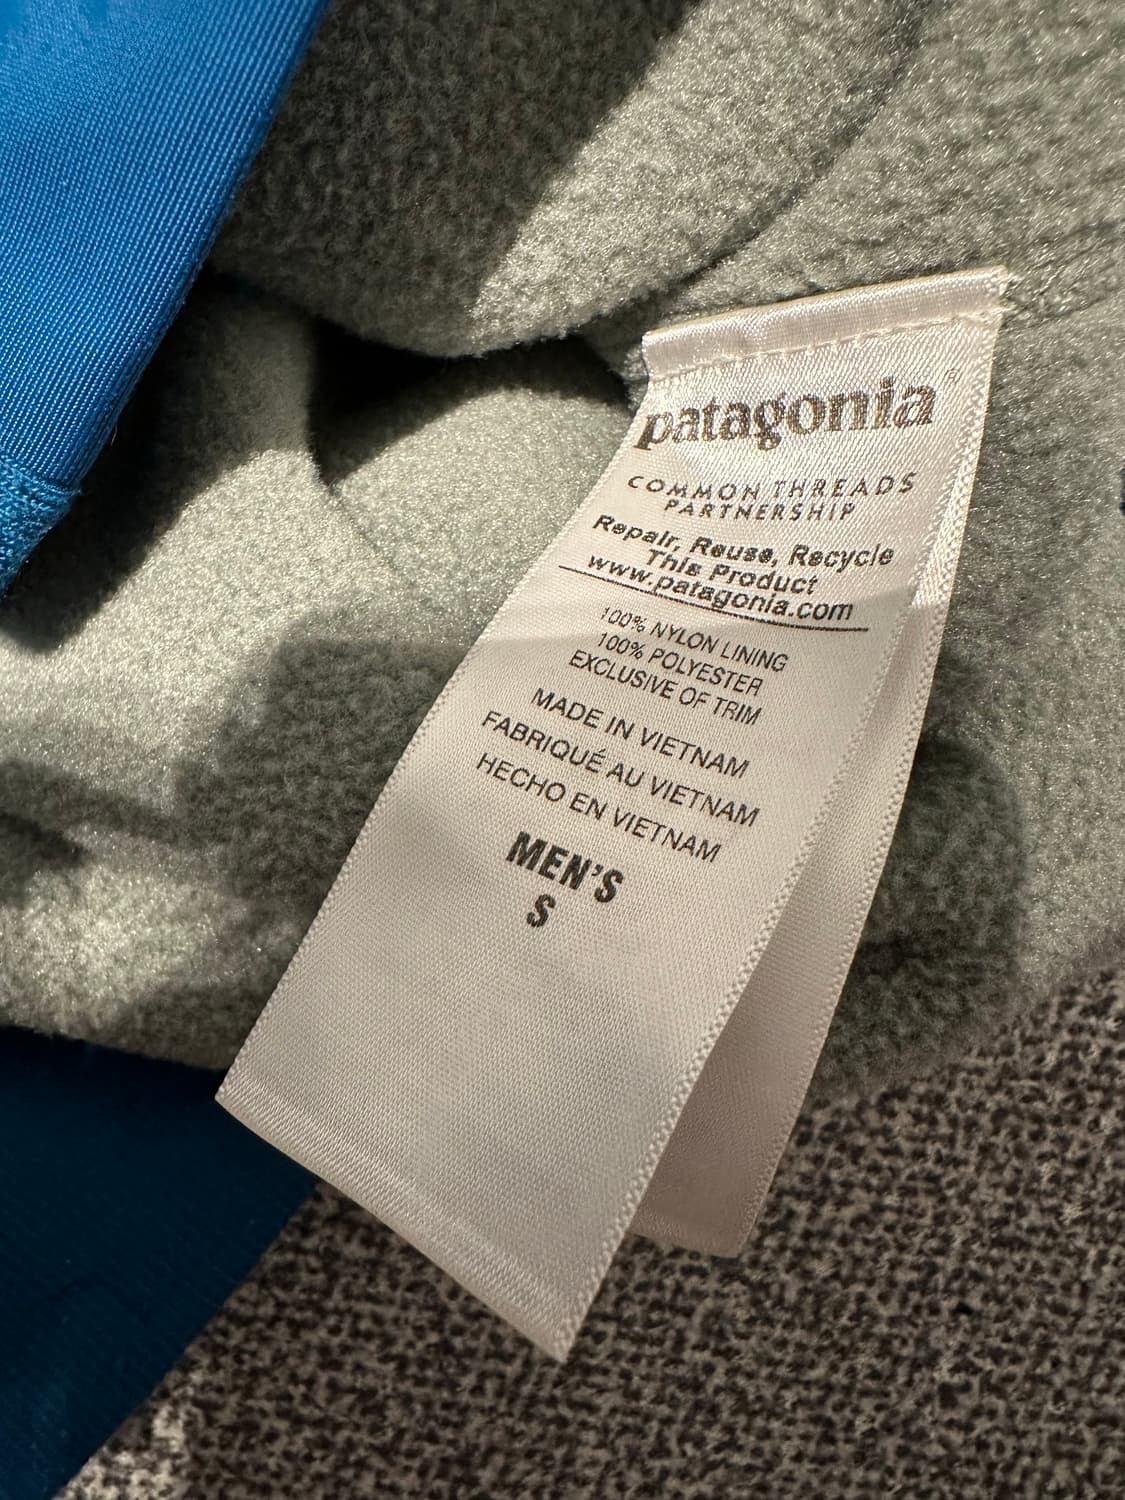 patagonia®
COMMON THREADS
PARTNERSHIP
Repair, Reuse, Recycle
This Product
www.patagonia.com
100% NYLON LINING
100% POLYESTER
EXCLUSIVE OF TRIM
MADE IN VIETNAM
FABRIQUÉ AU VIETNAM
HECHO EN VIETNAM
MEN'S
S